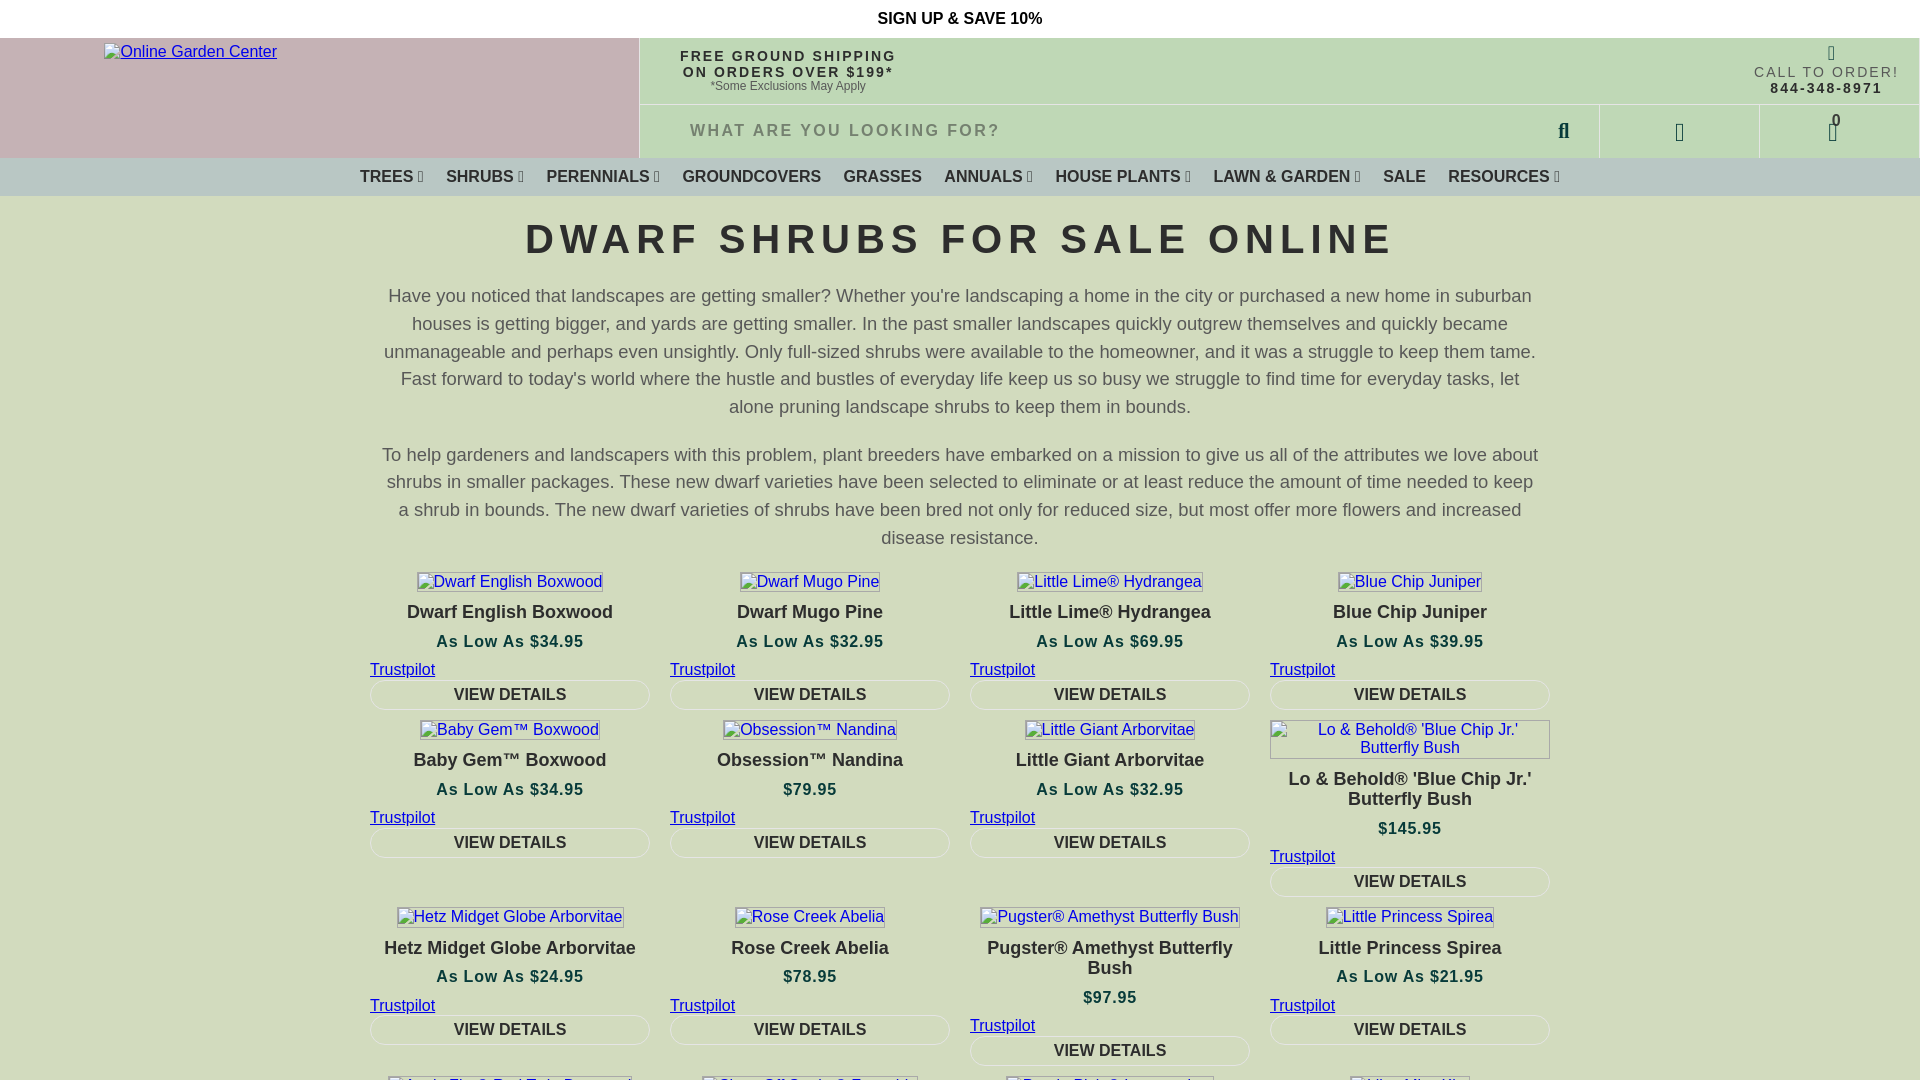 SIGN UP & SAVE 10%
Online Garden Center
FREE GROUND SHIPPING
ON ORDERS OVER $199*
*Some Exclusions May Apply
CALL TO ORDER!
844-348-8971
WHAT ARE YOU LOOKING FOR?
0
TREES SHRUBS PERENNIALS GROUNDCOVERS GRASSES ANNUALS HOUSE PLANTS LAWN & GARDEN SALE RESOURCES
DWARF SHRUBS FOR SALE ONLINE
Have you noticed that landscapes are getting smaller? Whether you're landscaping a home in the city or purchased a new home in suburban
houses is getting bigger, and yards are getting smaller. In the past smaller landscapes quickly outgrew themselves and quickly became
unmanageable and perhaps even unsightly. Only full-sized shrubs were available to the homeowner, and it was a struggle to keep them tame.
Fast forward to today's world where the hustle and bustles of everyday life keep us so busy we struggle to find time for everyday tasks, let
alone pruning landscape shrubs to keep them in bounds.
To help gardeners and landscapers with this problem, plant breeders have embarked on a mission to give us all of the attributes we love about
shrubs in smaller packages. These new dwarf varieties have been selected to eliminate or at least reduce the amount of time needed to keep
a shrub in bounds. The new dwarf varieties of shrubs have been bred not only for reduced size, but most offer more flowers and increased
disease resistance.
Dwarf English Boxwood
Dwarf English Boxwood
As Low As $34.95
Trustpilot
VIEW DETAILS
Dwarf Mugo Pine
Dwarf Mugo Pine
As Low As $32.95
Trustpilot
VIEW DETAILS
Little Lime® Hydrangea
Little Lime® Hydrangea
As Low As $69.95
Trustpilot
VIEW DETAILS
Blue Chip Juniper
Blue Chip Juniper
As Low As $39.95
Trustpilot
VIEW DETAILS
Baby Gem™ Boxwood
Baby Gem™ Boxwood
As Low As $34.95
Trustpilot
VIEW DETAILS
Obsession™ Nandina
Obsession™ Nandina
$79.95
Trustpilot
VIEW DETAILS
Little Giant Arborvitae
Little Giant Arborvitae
As Low As $32.95
Trustpilot
VIEW DETAILS
Lo & Behold® 'Blue Chip Jr.'
Butterfly Bush
Lo & Behold® 'Blue Chip Jr.'
Butterfly Bush
$145.95
Trustpilot
VIEW DETAILS
Hetz Midget Globe Arborvitae
Hetz Midget Globe Arborvitae
As Low As $24.95
Trustpilot
VIEW DETAILS
Rose Creek Abelia
Rose Creek Abelia
$78.95
Trustpilot
VIEW DETAILS
Pugster® Amethyst Butterfly Bush
Pugster® Amethyst Butterfly
Bush
$97.95
Trustpilot
VIEW DETAILS
Little Princess Spirea
Little Princess Spirea
As Low As $21.95
Trustpilot
VIEW DETAILS